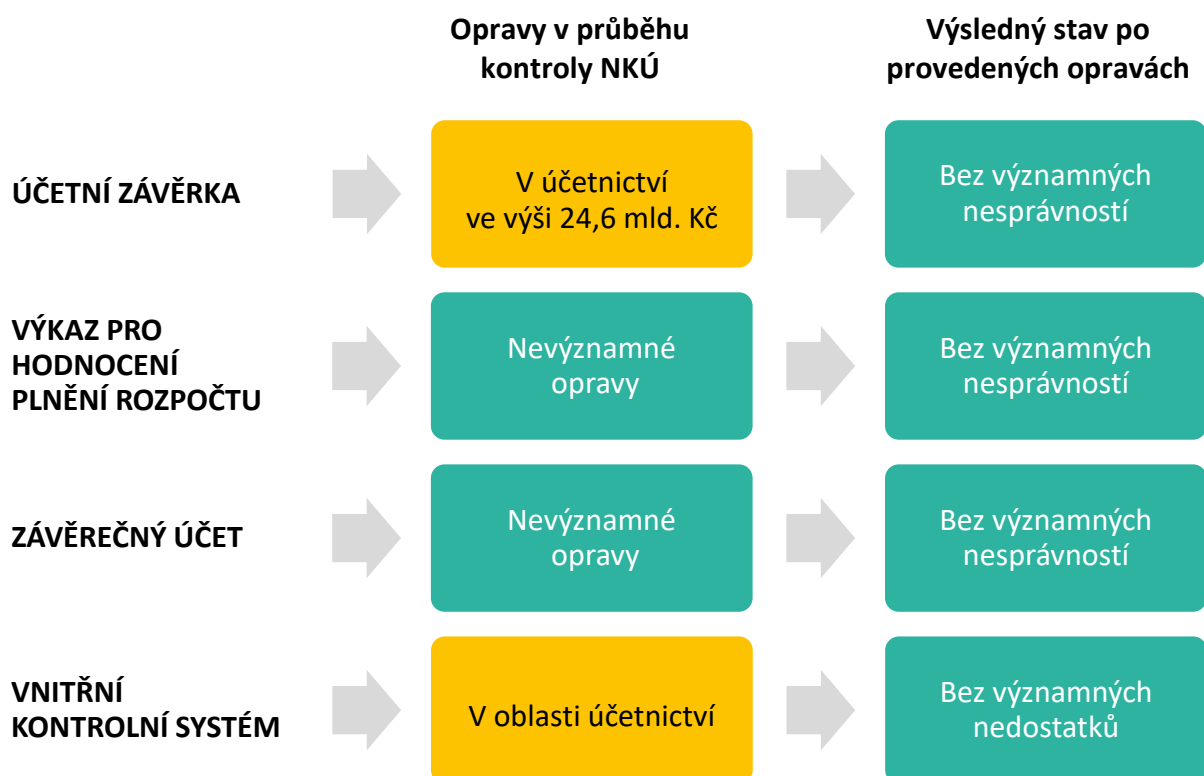 Opravy v průběhu
kontroly NKÚ
Výsledný stav po
provedených opravách
ÚČETNÍ ZÁVĚRKA
V účetnictví
ve výši 24,6 mld. Kč
Bez významných
nesprávností
VÝKAZ PRO
HODNOCENÍ
PLNĚNÍ ROZPOČTU
Nevýznamné
opravy
Bez významných
nesprávností
ZÁVĚREČNÝ ÚČET
Nevýznamné
opravy
Bez významných
nesprávností
VNITŘNÍ
KONTROLNÍ SYSTÉM
V oblasti účetnictví
Bez významných
nedostatků